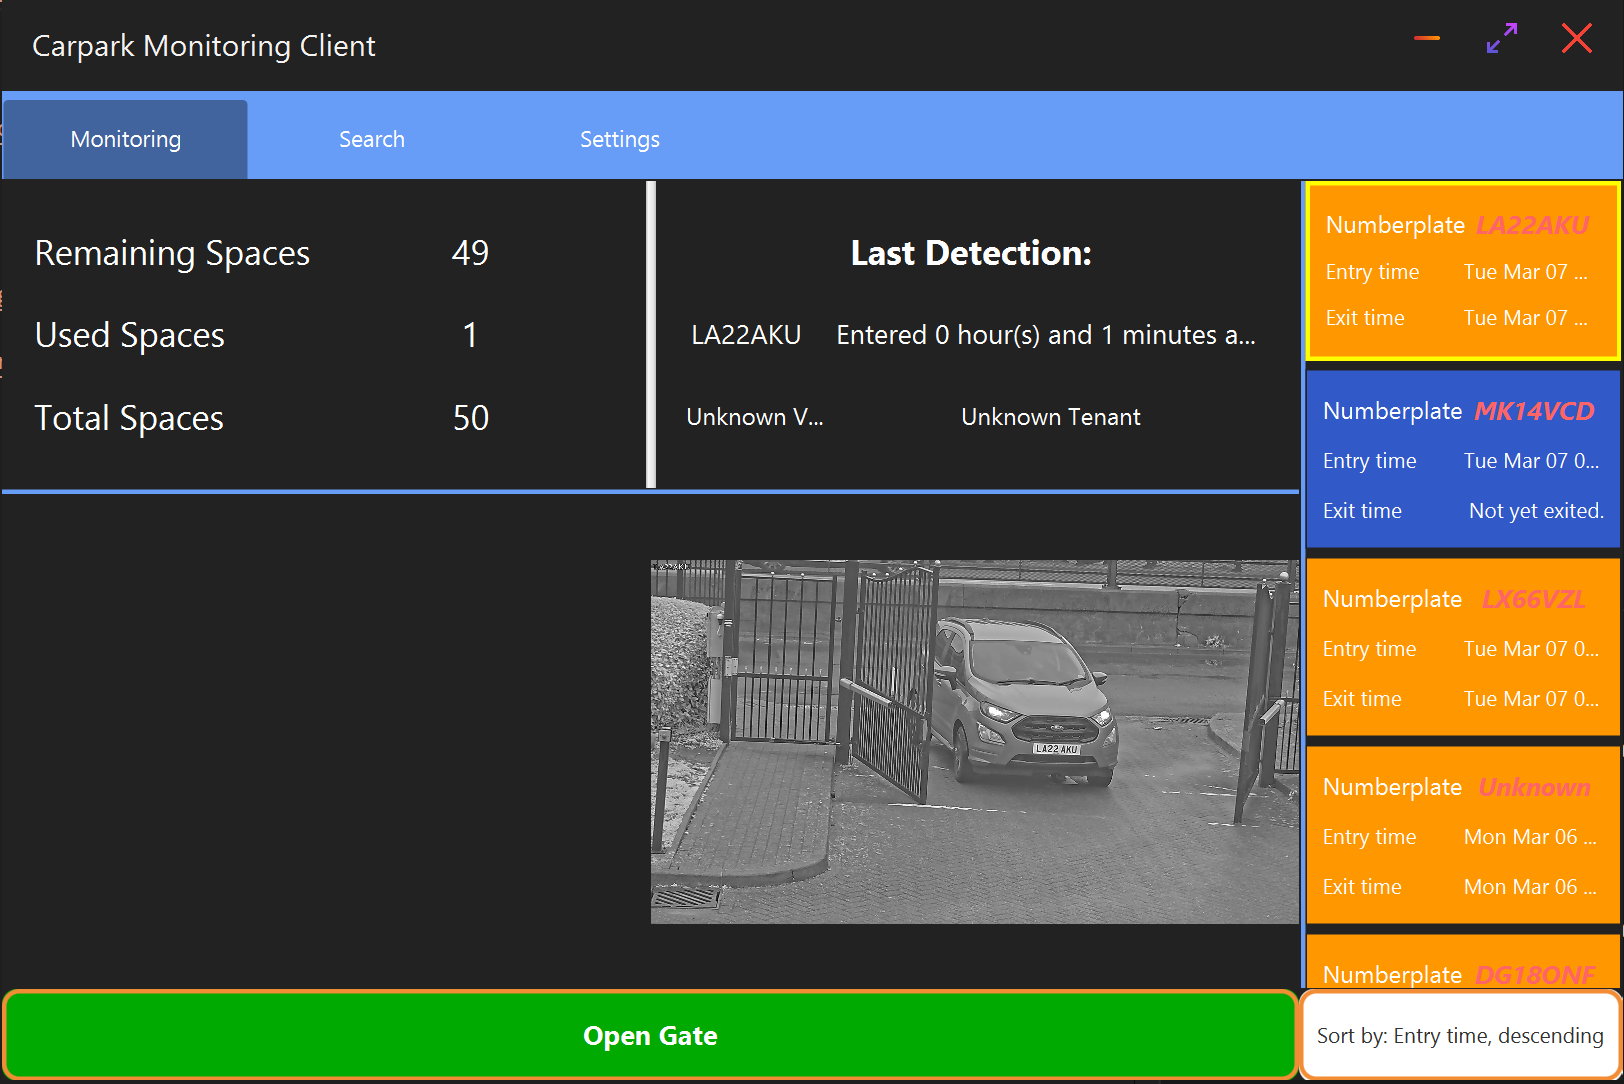 Carpark Monitoring Client
Monitoring Search Settings
Remaining Spaces 49
Used Spaces 1
Total Spaces 50
Last Detection:
LA22AKU Entered 0 hour(s) and 1 minutes a...
Unknown V... Unknown Tenant
LA22AKU
LA22 AKU
Numberplate LA22AKU
Entry time Tue Mar 07 ...
Exit time Tue Mar 07 ...
Numberplate MK14VCD
Entry time Tue Mar 07 0...
Exit time Not yet exited.
Numberplate LX66VZL
Entry time Tue Mar 07 0...
Exit time Tue Mar 07 0...
Numberplate Unknown
Entry time Mon Mar 06 ...
Exit time Mon Mar 06 ...
Numberplate DG18ONF
Open Gate
Sort by: Entry time, descending